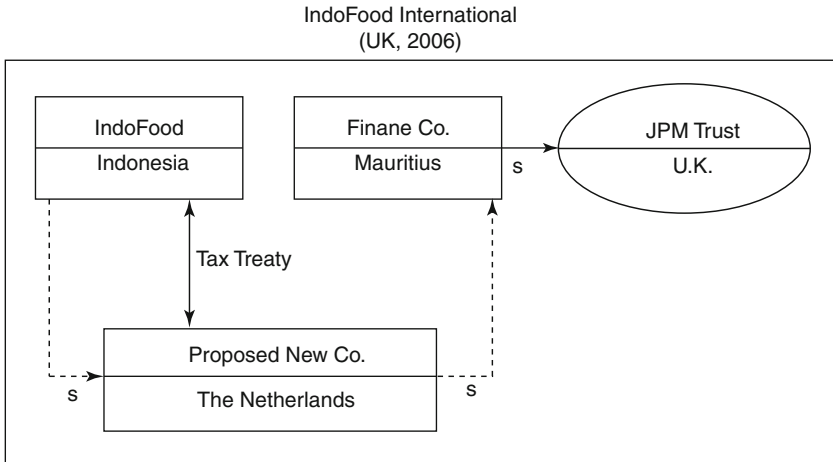 IndoFood International
(UK, 2006)
IndoFood
Indonesia
Finane Co.
Mauritius
s
JPM Trust
U.K.
Tax Treaty
Proposed New Co.
The Netherlands
s
s